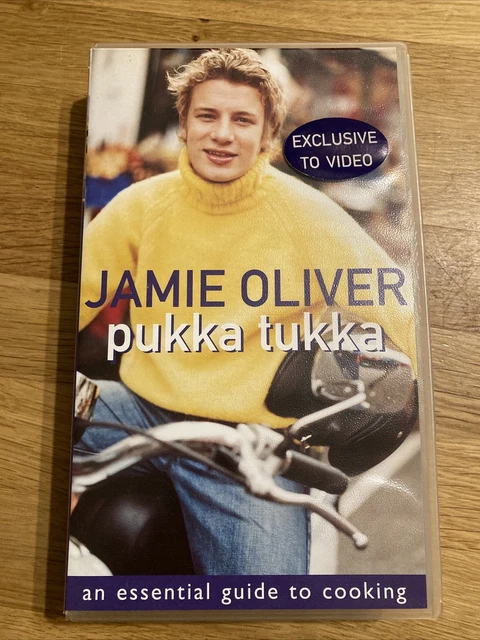 EXCLUSIVE
TO VIDEO
JAMIE OLIVER
pukka tukka
an essential guide to cooking